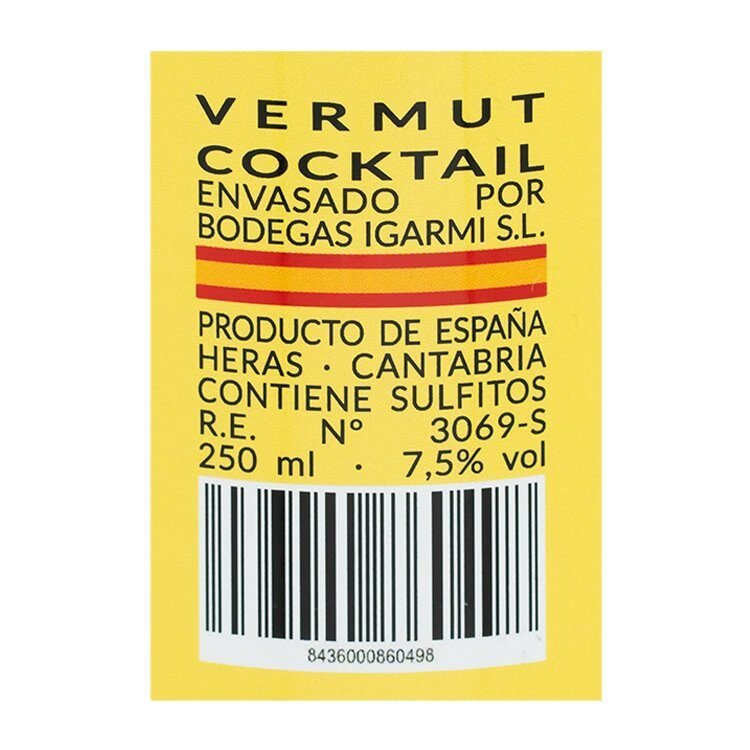 VERMUT
COCKTAIL
ENVASADO POR
BODEGAS IGARMI S.L.
PRODUCTO DE ESPAÑA
HERAS · CANTABRIA
CONTIENE SULFITOS
R.E. Nº 3069-S
250 ml · 7,5% vol
8436000860498